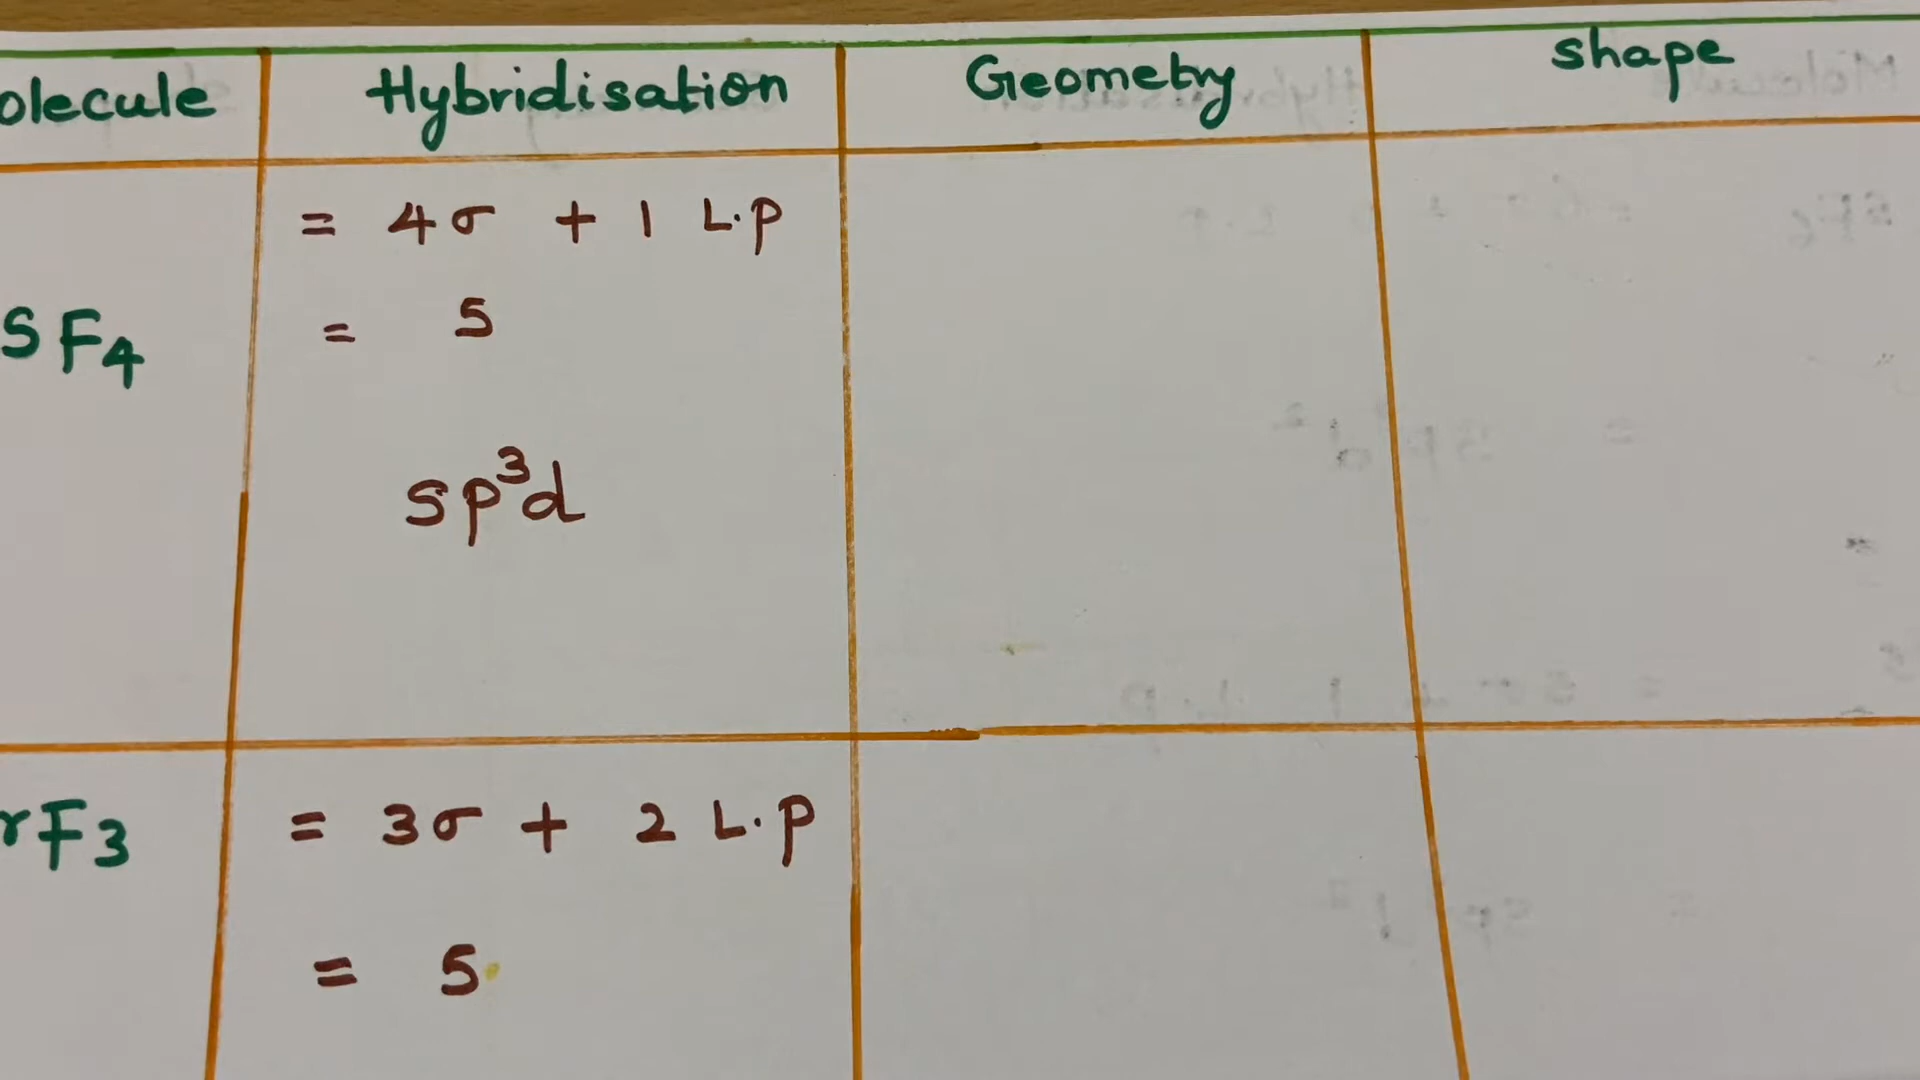 olecule Hybridisation Geometry shape
= 4σ + 1 L.p
SF₄ = 5
sp³d
rF₃ = 3σ + 2 L.p
= 5